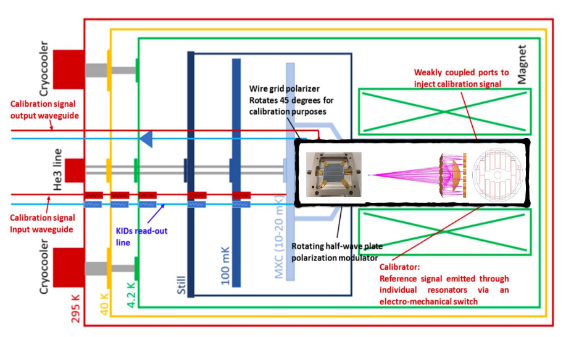 Cryocooler
Calibration signal
output waveguide
He3 line
Calibration signal
Input waveguide
KIDs read-out
line
Cryocooler
295 K
40 K
4.2 K
Still
100 mK
MXC (10-20 mK)
Wire grid polarizer
Rotates 45 degrees for
calibration purposes
Weakly coupled ports to
inject calibration signal
Magnet
Rotating half-wave plate
polarization modulator
Calibrator:
Reference signal emitted through
individual resonators via an
electro-mechanical switch